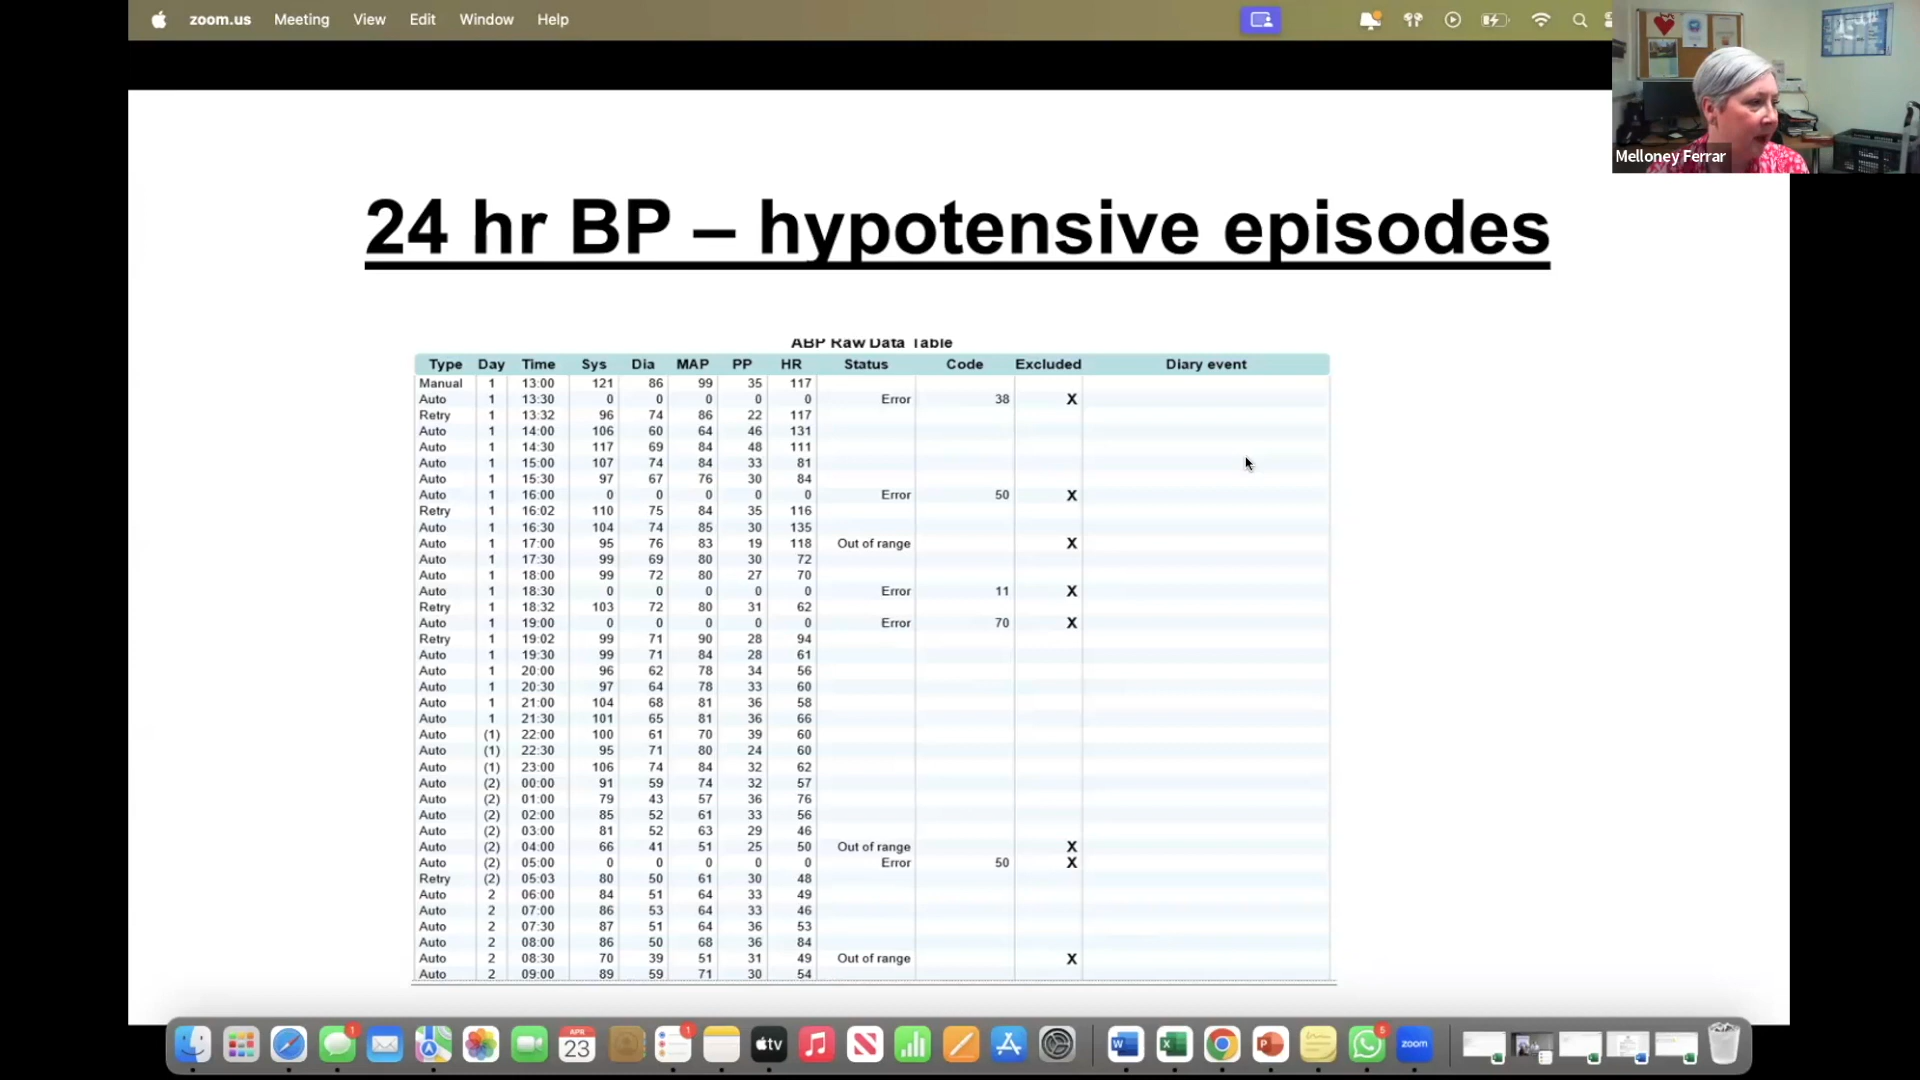 zoom.us Meeting View Edit Window Help
Melloney Ferrar
24 hr BP – hypotensive episodes
ABP Raw Data Table
Type Day Time Sys Dia MAP PP HR Status Code Excluded Diary event
Manual 1 13:00 121 86 99 35 117
Auto 1 13:30 0 0 0 0 0 Error 38 X
Retry 1 13:32 96 74 86 22 117
Auto 1 14:00 106 60 64 46 131
Auto 1 14:30 117 69 84 48 111
Auto 1 15:00 107 74 84 33 81
Auto 1 15:30 97 67 76 30 84
Auto 1 16:00 0 0 0 0 0 Error 50 X
Retry 1 16:02 110 75 84 35 116
Auto 1 16:30 104 74 85 30 135
Auto 1 17:00 95 76 83 19 118 Out of range X
Auto 1 17:30 99 69 80 30 72
Auto 1 18:00 99 72 80 27 70
Auto 1 18:30 0 0 0 0 0 Error 11 X
Retry 1 18:32 103 72 80 31 62
Auto 1 19:00 0 0 0 0 0 Error 70 X
Retry 1 19:02 99 71 90 28 94
Auto 1 19:30 99 71 84 28 61
Auto 1 20:00 96 62 78 34 56
Auto 1 20:30 97 64 78 33 60
Auto 1 21:00 104 68 81 36 58
Auto 1 21:30 101 65 81 36 66
Auto (1) 22:00 100 61 70 39 60
Auto (1) 22:30 95 71 80 24 60
Auto (1) 23:00 106 74 84 32 62
Auto (2) 00:00 91 59 74 32 57
Auto (2) 01:00 79 43 57 36 76
Auto (2) 02:00 85 52 61 33 56
Auto (2) 03:00 81 52 63 29 46
Auto (2) 04:00 66 41 51 25 50 Out of range X
Auto (2) 05:00 0 0 0 0 0 Error 50 X
Retry (2) 05:03 80 50 61 30 48
Auto 2 06:00 84 51 64 33 49
Auto 2 07:00 86 53 64 33 46
Auto 2 07:30 87 51 64 36 53
Auto 2 08:00 86 50 68 36 84
Auto 2 08:30 70 39 51 31 49 Out of range X
Auto 2 09:00 89 59 71 30 54
1 APR 23 1 tv zoom 5